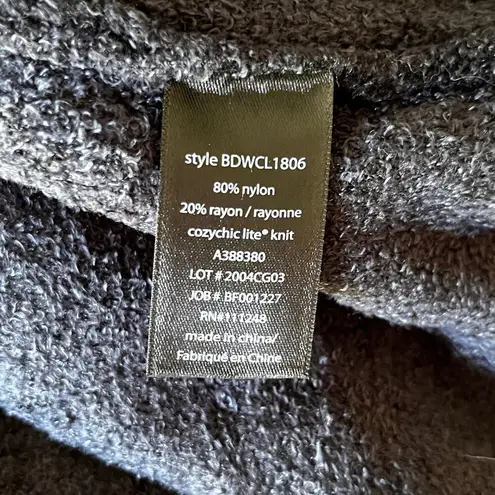 style BDWCL1806
80% nylon
20% rayon / rayonne
cozychic lite® knit
A388380
LOT # 2004CG03
JOB # BF001227
RN#111248
made in china/
Fabriqué en Chine